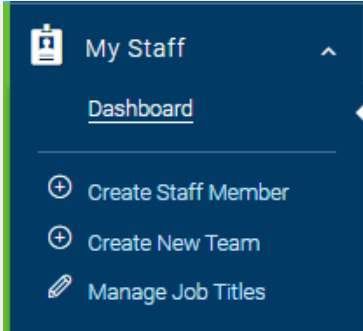 My Staff
Dashboard
Create Staff Member
Create New Team
Manage Job Titles